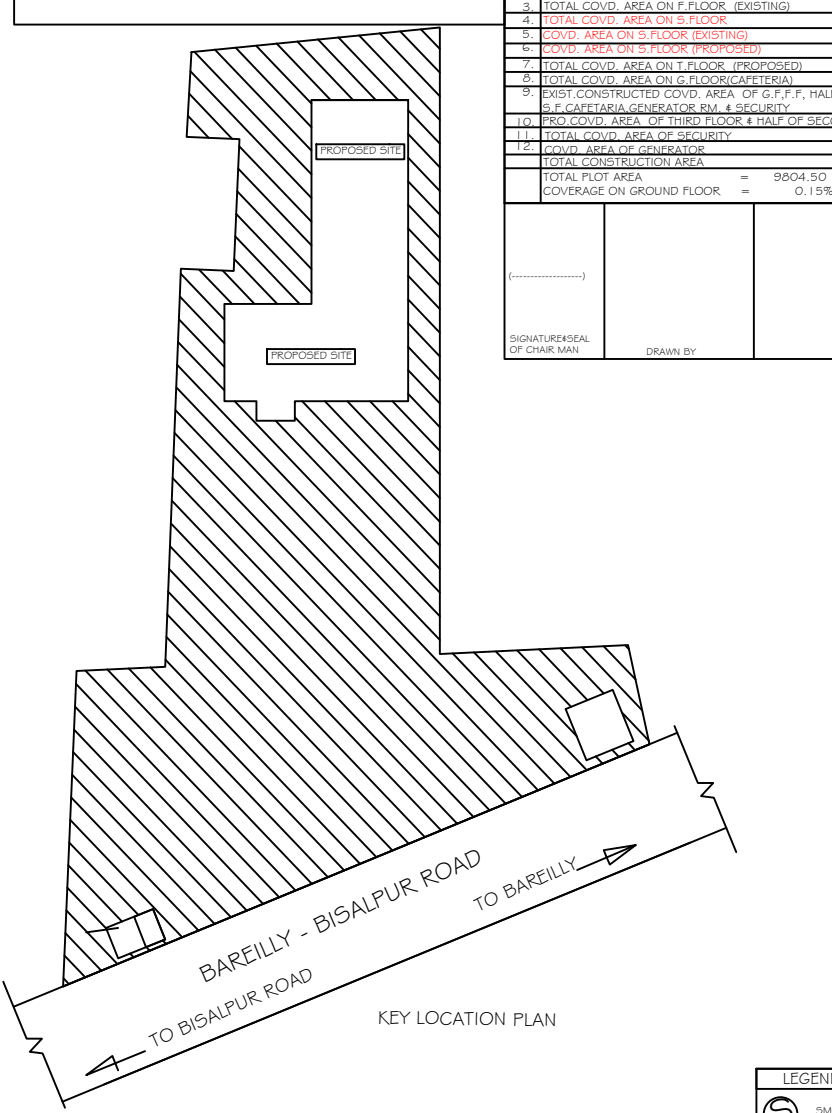 3. TOTAL COVD. AREA ON F.FLOOR (EXISTING)
4. TOTAL COVD. AREA ON S.FLOOR
5. COVD. AREA ON S.FLOOR (EXISTING)
6. COVD. AREA ON S.FLOOR (PROPOSED)
7. TOTAL COVD. AREA ON T.FLOOR (PROPOSED)
8. TOTAL COVD. AREA ON G.FLOOR(CAFETERIA)
9. EXIST.CONSTRUCTED COVD. AREA OF G.F,F.F, HALF
S.F,CAFETARIA,GENERATOR RM. & SECURITY
10. PRO.COVD. AREA OF THIRD FLOOR & HALF OF SECO
11. TOTAL COVD. AREA OF SECURITY
12. COVD. AREA OF GENERATOR
TOTAL CONSTRUCTION AREA
TOTAL PLOT AREA = 9804.50
COVERAGE ON GROUND FLOOR = 0.15%
(-------------------)
SIGNATURE&SEAL
OF CHAIR MAN
DRAWN BY
PROPOSED SITE
PROPOSED SITE
BAREILLY - BISALPUR ROAD
TO BAREILLY
TO BISALPUR ROAD
KEY LOCATION PLAN
LEGEN
S
SM